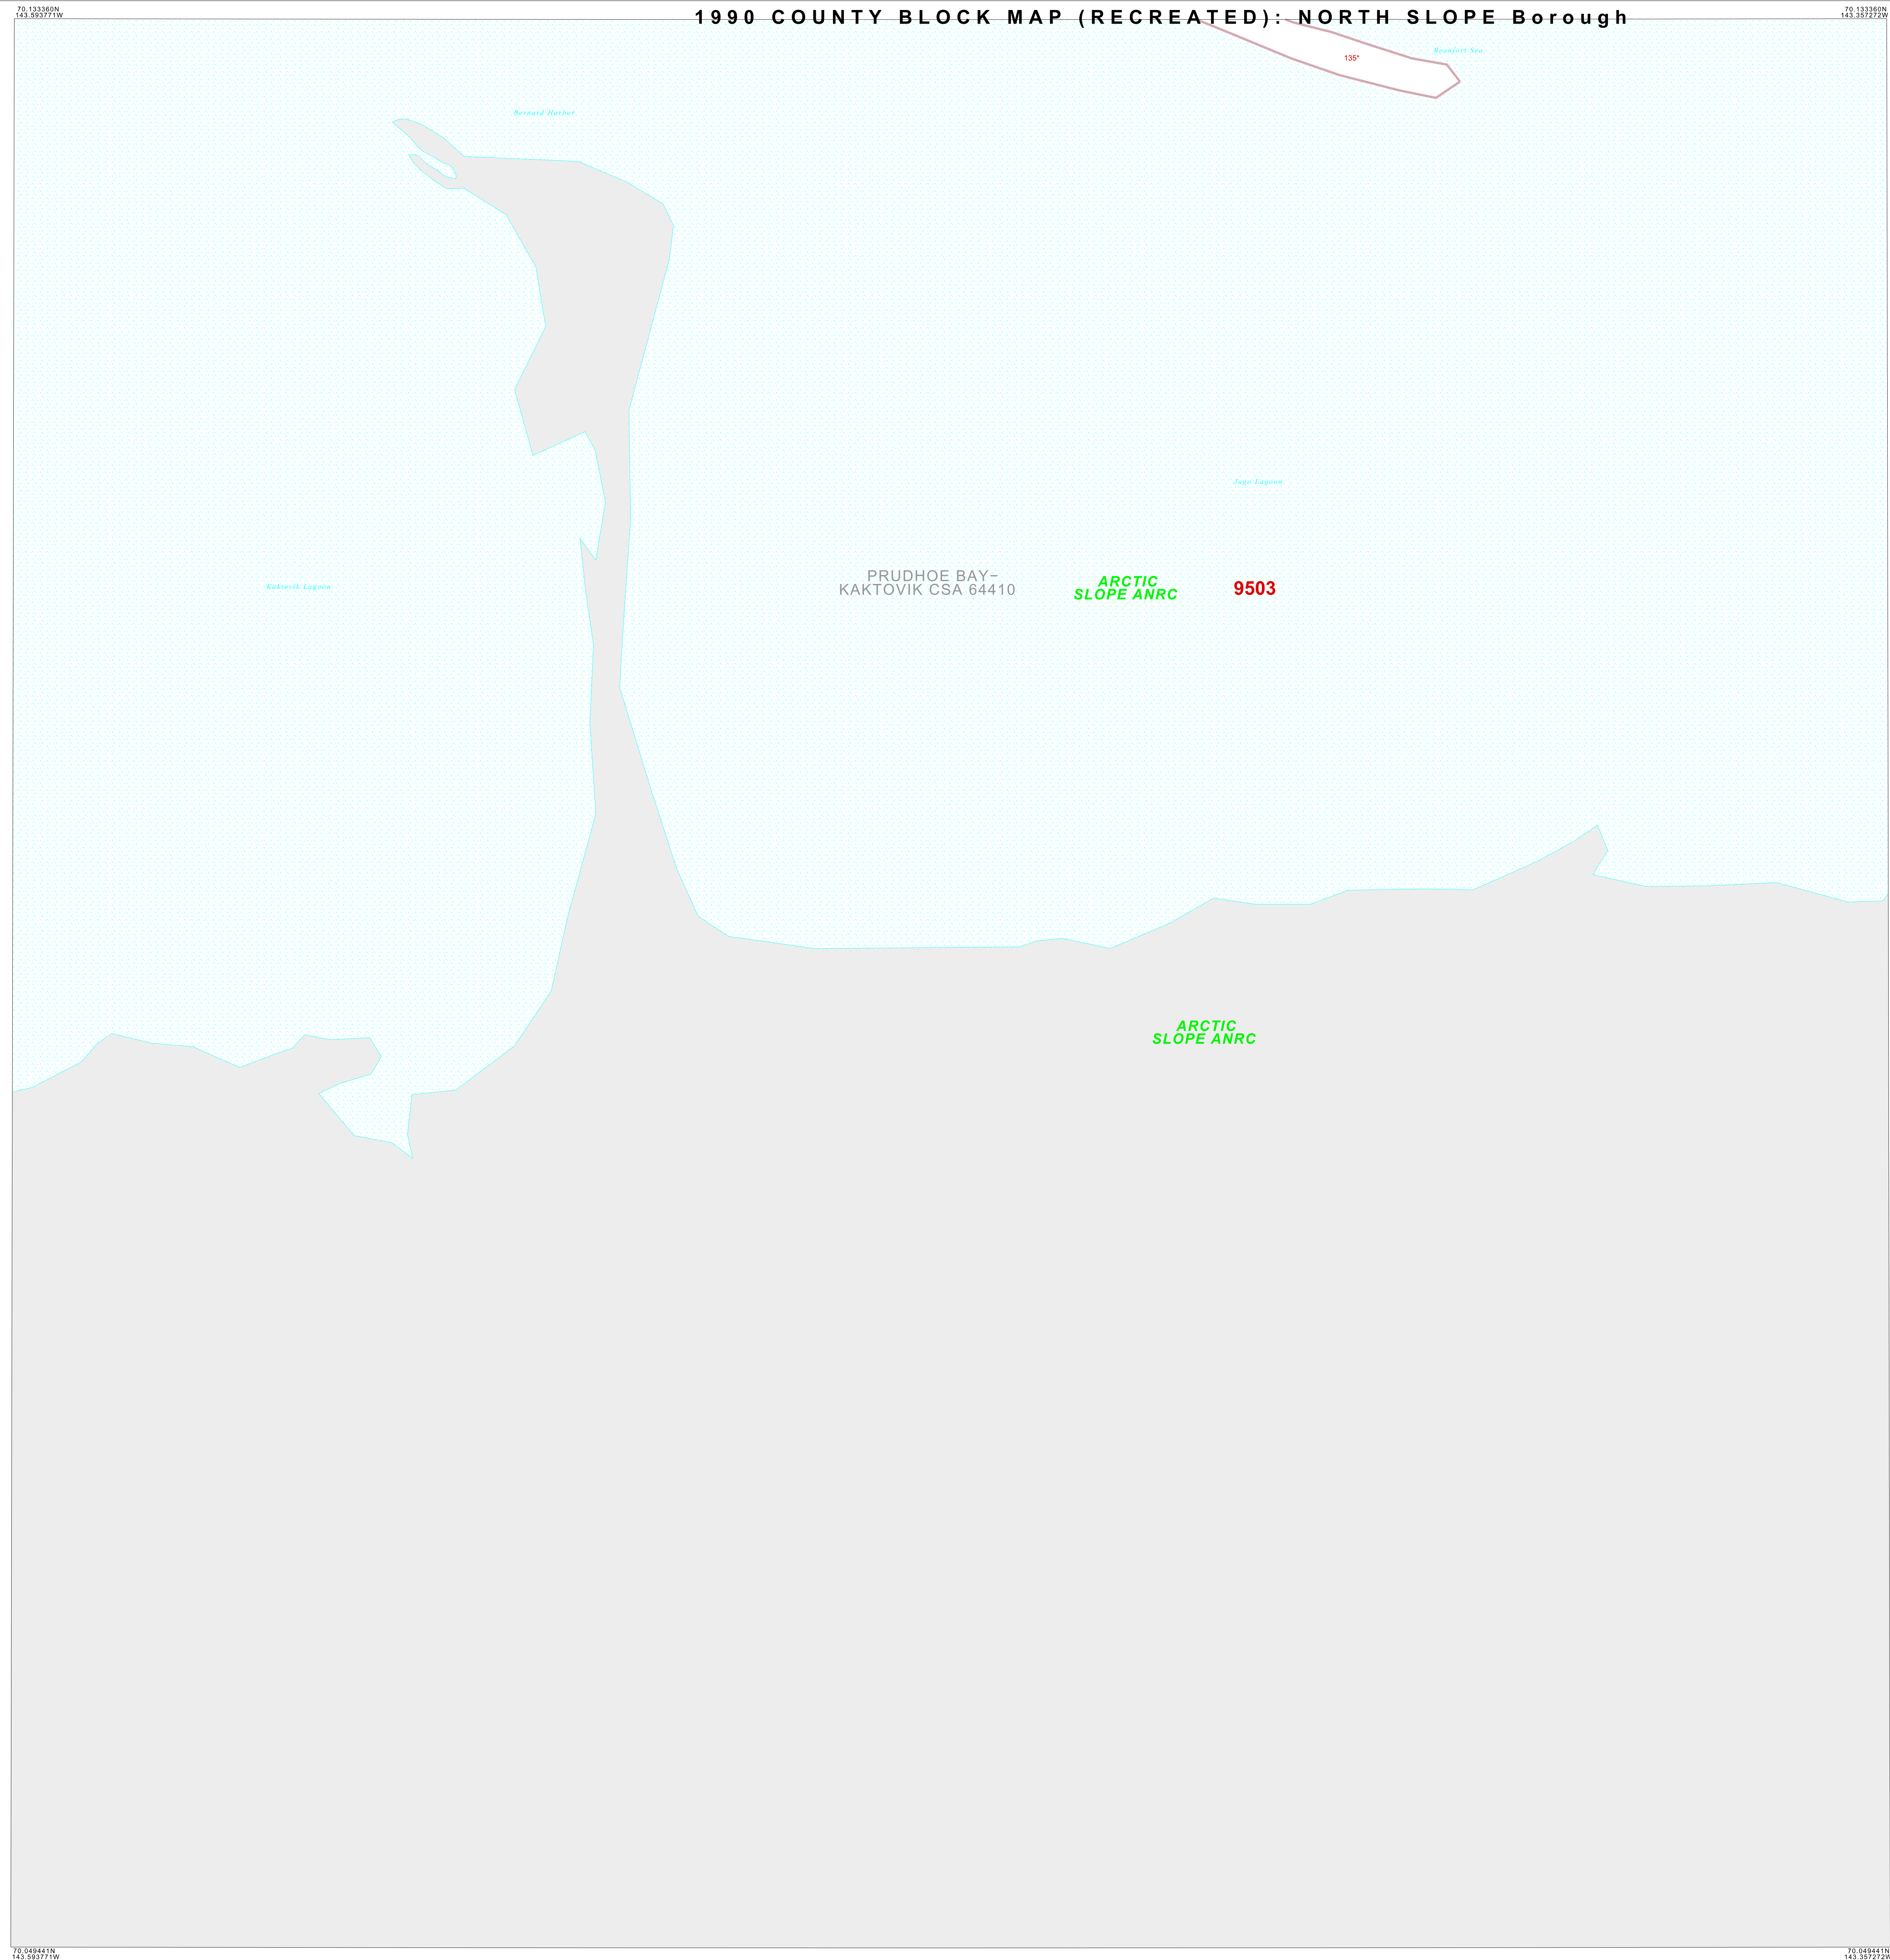 70.133360N
143.593771W
1990 COUNTY BLOCK MAP (RECREATED): NORTH SLOPE Borough
70.133360N
143.357272W
Beaufort Sea
135*
Bernard Harbor
Jago Lagoon
Kaktovik Lagoon
PRUDHOE BAY-
KAKTOVIK CSA 64410
ARCTIC
SLOPE ANRC
9503
ARCTIC
SLOPE ANRC
70.049441N
143.593771W
70.049441N
143.357272W